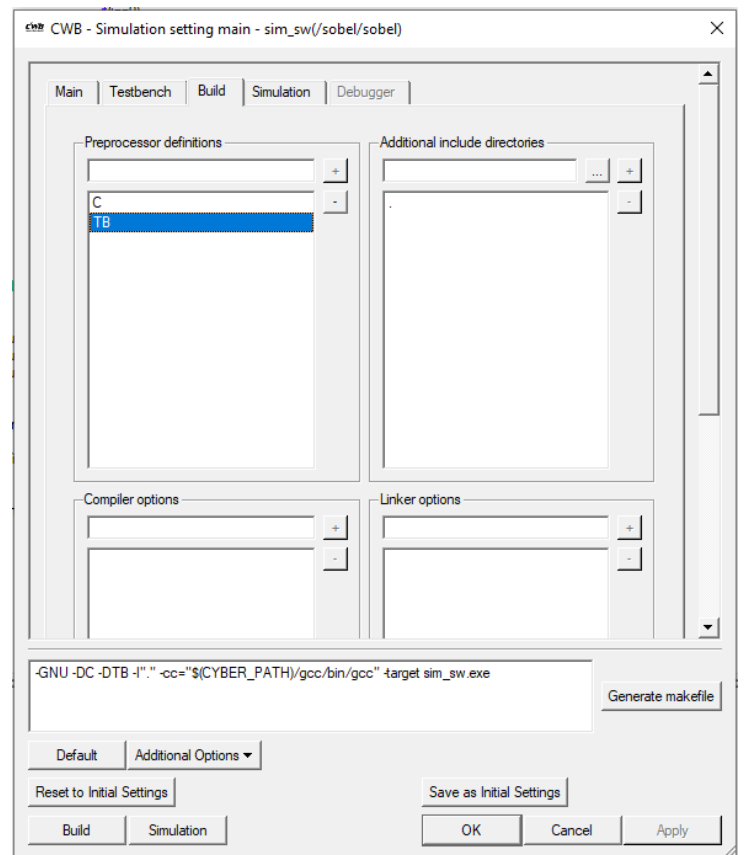 CWB - Simulation setting main - sim_sw(/sobel/sobel)
Main Testbench Build Simulation Debugger
Preprocessor definitions
+
C
-
TB
Additional include directories
... +
.
-
Compiler options
+
-
Linker options
+
-
-GNU -DC -DTB -I"." -cc="$(CYBER_PATH)/gcc/bin/gcc" -target sim_sw.exe
Generate makefile
Default Additional Options
Reset to Initial Settings Save as Initial Settings
Build Simulation OK Cancel Apply